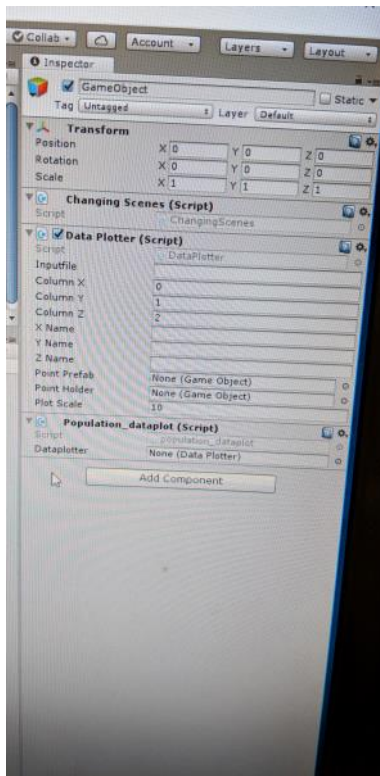 Collab
Account
Layers
Layout
Inspector
GameObject
Static
Tag Untagged Layer Default
Transform
Position X 0 Y 0 Z 0
Rotation X 0 Y 0 Z 0
Scale X 1 Y 1 Z 1
Changing Scenes (Script)
Script ChangingScenes
Data Plotter (Script)
Script DataPlotter
Inputfile
Column X 0
Column Y 1
Column Z 2
X Name
Y Name
Z Name
Point Prefab None (Game Object)
Point Holder None (Game Object)
Plot Scale 10
Population_dataplot (Script)
Script population_dataplot
Dataplotter None (Data Plotter)
Add Component